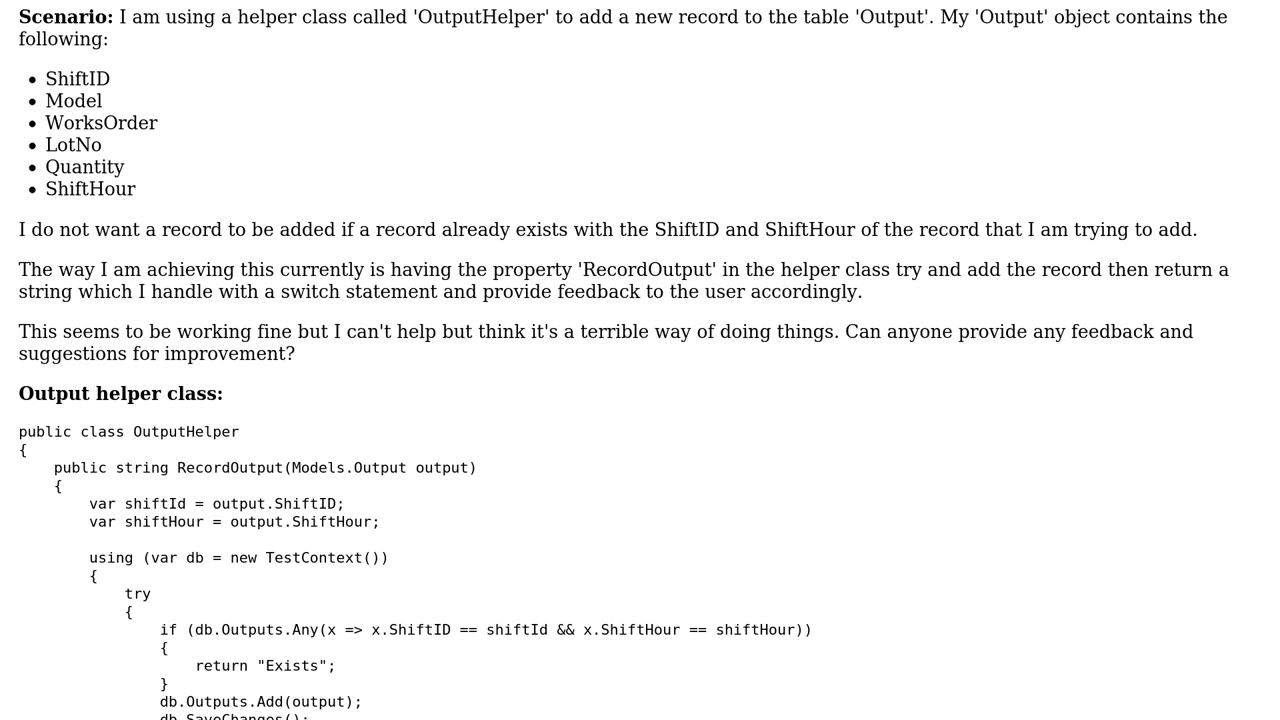 Scenario: I am using a helper class called 'OutputHelper' to add a new record to the table 'Output'. My 'Output' object contains the
following:
• ShiftID
• Model
• WorksOrder
• LotNo
• Quantity
• ShiftHour
I do not want a record to be added if a record already exists with the ShiftID and ShiftHour of the record that I am trying to add.
The way I am achieving this currently is having the property 'RecordOutput' in the helper class try and add the record then return a
string which I handle with a switch statement and provide feedback to the user accordingly.
This seems to be working fine but I can't help but think it's a terrible way of doing things. Can anyone provide any feedback and
suggestions for improvement?
Output helper class:
public class OutputHelper
{
    public string RecordOutput(Models.Output output)
    {
        var shiftId = output.ShiftID;
        var shiftHour = output.ShiftHour;
        using (var db = new TestContext())
        {
            try
            {
                if (db.Outputs.Any(x => x.ShiftID == shiftId && x.ShiftHour == shiftHour))
                {
                    return "Exists";
                }
                db.Outputs.Add(output);
                db.SaveChanges();